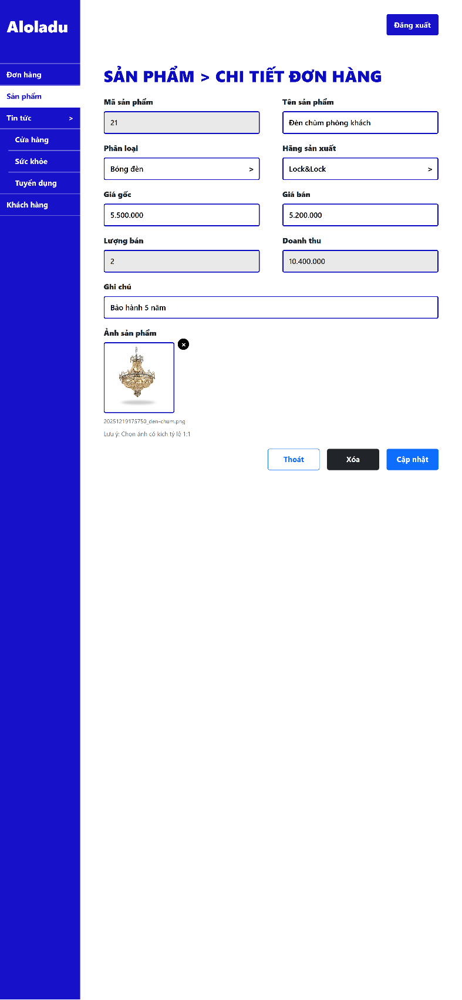 Aloladu
Đăng xuất
Đơn hàng
Sản phẩm
Tin tức >
Cửa hàng
Sức khỏe
Tuyển dụng
Khách hàng
SẢN PHẨM > CHI TIẾT ĐƠN HÀNG
Mã sản phẩm
21
Tên sản phẩm
Đèn chùm phòng khách
Phân loại
Bóng đèn >
Hãng sản xuất
Lock&Lock >
Giá gốc
5.500.000
Giá bán
5.200.000
Lượng bán
2
Doanh thu
10.400.000
Ghi chú
Bảo hành 5 năm
Ảnh sản phẩm
×
20251219175750_den-chum.png
Lưu ý: Chọn ảnh có kích tỷ lệ 1:1
Thoát
Xóa
Cập nhật